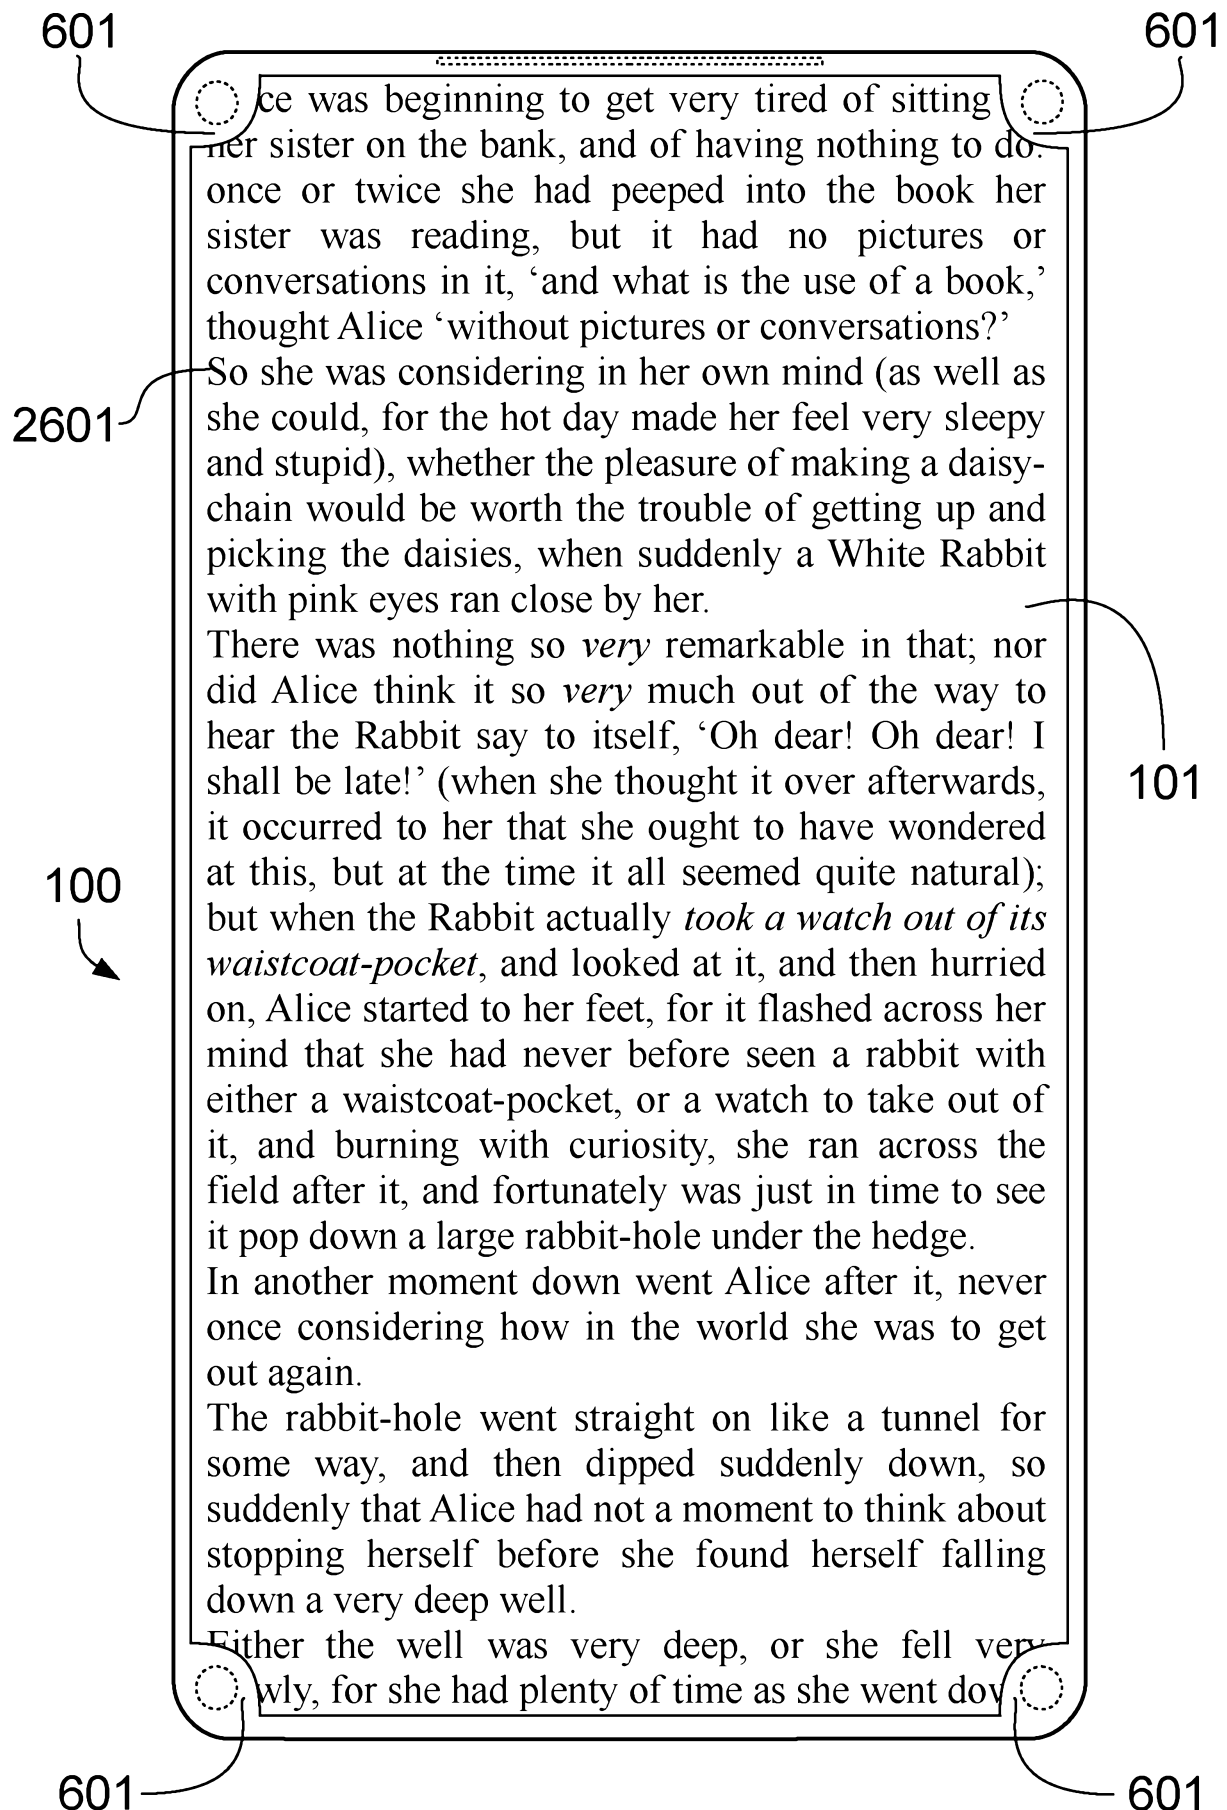 601
601
ce was beginning to get very tired of sitting
her sister on the bank, and of having nothing to do:
once or twice she had peeped into the book her
sister was reading, but it had no pictures or
conversations in it, ‘and what is the use of a book,’
thought Alice ‘without pictures or conversations?’
So she was considering in her own mind (as well as
2601
she could, for the hot day made her feel very sleepy
and stupid), whether the pleasure of making a daisy-
chain would be worth the trouble of getting up and
picking the daisies, when suddenly a White Rabbit
with pink eyes ran close by her.
There was nothing so very remarkable in that; nor
did Alice think it so very much out of the way to
hear the Rabbit say to itself, ‘Oh dear! Oh dear! I
shall be late!’ (when she thought it over afterwards,
101
it occurred to her that she ought to have wondered
at this, but at the time it all seemed quite natural);
100
but when the Rabbit actually took a watch out of its
waistcoat-pocket, and looked at it, and then hurried
on, Alice started to her feet, for it flashed across her
mind that she had never before seen a rabbit with
either a waistcoat-pocket, or a watch to take out of
it, and burning with curiosity, she ran across the
field after it, and fortunately was just in time to see
it pop down a large rabbit-hole under the hedge.
In another moment down went Alice after it, never
once considering how in the world she was to get
out again.
The rabbit-hole went straight on like a tunnel for
some way, and then dipped suddenly down, so
suddenly that Alice had not a moment to think about
stopping herself before she found herself falling
down a very deep well.
Either the well was very deep, or she fell very
wly, for she had plenty of time as she went dow
601
601